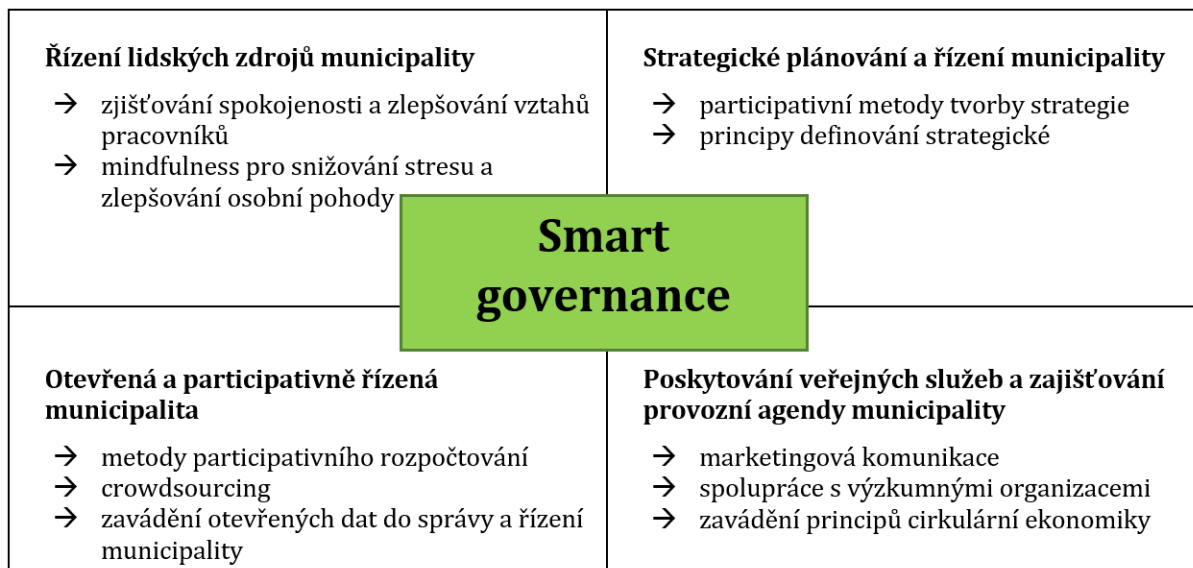 Řízení lidských zdrojů municipality
→ zjišťování spokojenosti a zlepšování vztahů
pracovníků
→ mindfulness pro snižování stresu a
zlepšování osobní pohody
Strategické plánování a řízení municipality
→ participativní metody tvorby strategie
→ principy definování strategické
Smart
governance
Otevřená a participativně řízená
municipalita
→ metody participativního rozpočtování
→ crowdsourcing
→ zavádění otevřených dat do správy a řízení
municipality
Poskytování veřejných služeb a zajišťování
provozní agendy municipality
→ marketingová komunikace
→ spolupráce s výzkumnými organizacemi
→ zavádění principů cirkulární ekonomiky